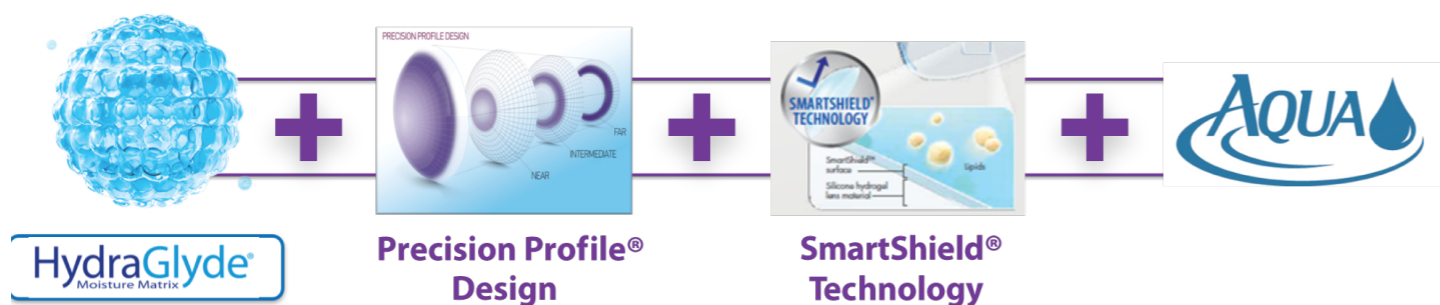 HydraGlyde®
Moisture Matrix
PRECISION PROFILE DESIGN
NEAR
INTERMEDIATE
FAR
Precision Profile®
Design
SMARTSHIELD®
TECHNOLOGY
SmartShield™
surface
Silicone hydrogel
lens material
lipids
SmartShield®
Technology
AQUA